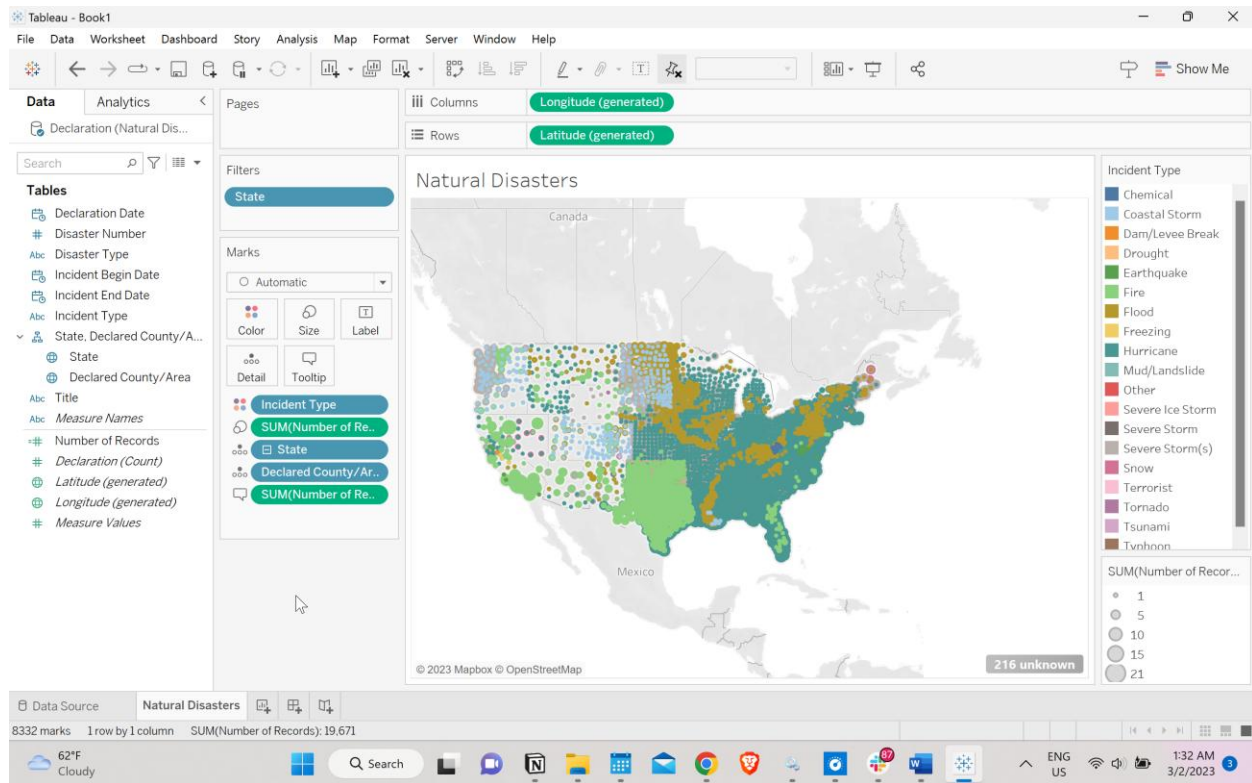 Tableau - Book1
File Data Worksheet Dashboard Story Analysis Map Format Server Window Help
Show Me
Data Analytics
Declaration (Natural Dis...
Search
Tables
Declaration Date
# Disaster Number
Abc Disaster Type
Incident Begin Date
Incident End Date
Abc Incident Type
State, Declared County/A...
State
Declared County/Area
Abc Title
Abc Measure Names
=# Number of Records
# Declaration (Count)
Latitude (generated)
Longitude (generated)
# Measure Values
Pages
Filters
State
Marks
Automatic
Color Size Label
Detail Tooltip
Incident Type
SUM(Number of Re..
State
Declared County/Ar..
SUM(Number of Re..
Columns Longitude (generated)
Rows Latitude (generated)
Natural Disasters
Canada
Mexico
© 2023 Mapbox © OpenStreetMap
216 unknown
Incident Type
Chemical
Coastal Storm
Dam/Levee Break
Drought
Earthquake
Fire
Flood
Freezing
Hurricane
Mud/Landslide
Other
Severe Ice Storm
Severe Storm
Severe Storm(s)
Snow
Terrorist
Tornado
Tsunami
Typhoon
SUM(Number of Recor...
1
5
10
15
21
Data Source Natural Disasters
8332 marks 1 row by 1 column SUM(Number of Records): 19,671
62°F
Cloudy
Search
87
ENG
US
1:32 AM
3/2/2023
3